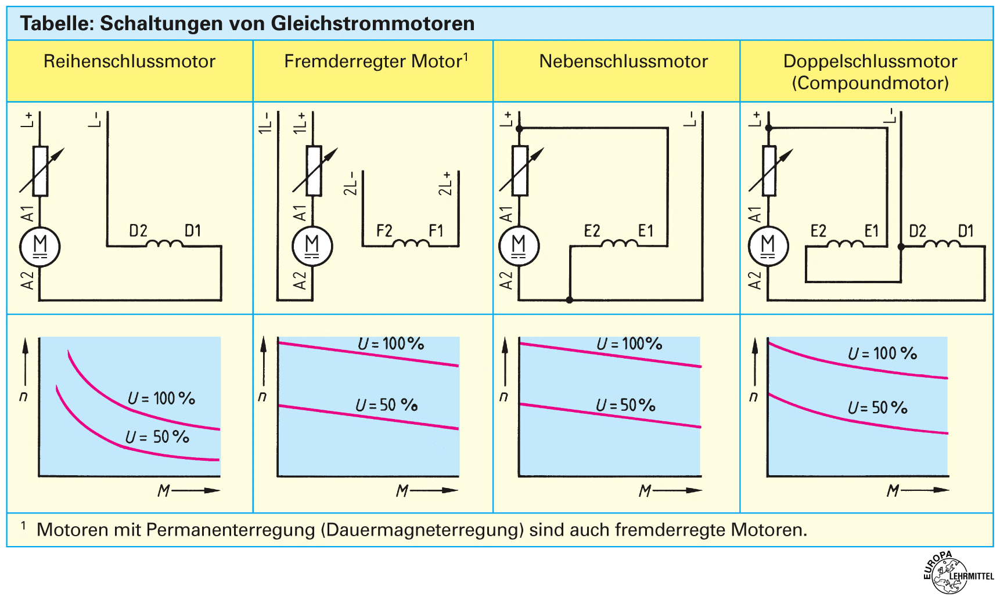 Tabelle: Schaltungen von Gleichstrommotoren
Reihenschlussmotor
Fremderregter Motor¹
Nebenschlussmotor
Doppelschlussmotor
(Compoundmotor)
L+
L-
A1
M
A2
D2
D1
1L-
1L+
A1
M
A2
2L-
2L+
F2
F1
L+
L-
A1
M
A2
E2
E1
L+
L-
A1
M
A2
E2
E1
D2
D1
n
U = 100 %
U = 50 %
M
n
U = 100 %
U = 50 %
M
n
U = 100 %
U = 50 %
M
n
U = 100 %
U = 50 %
M
¹ Motoren mit Permanenterregung (Dauermagneterregung) sind auch fremderregte Motoren.
EUROPA
LEHRMITTEL